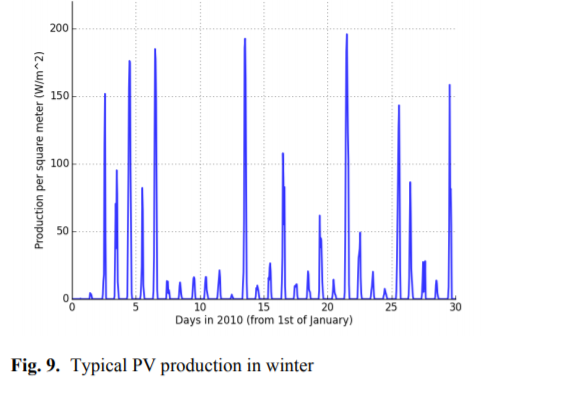 200
150
100
50
0
Production per square meter (W/m^2)
0 5 10 15 20 25 30
Days in 2010 (from 1st of January)
Fig. 9. Typical PV production in winter